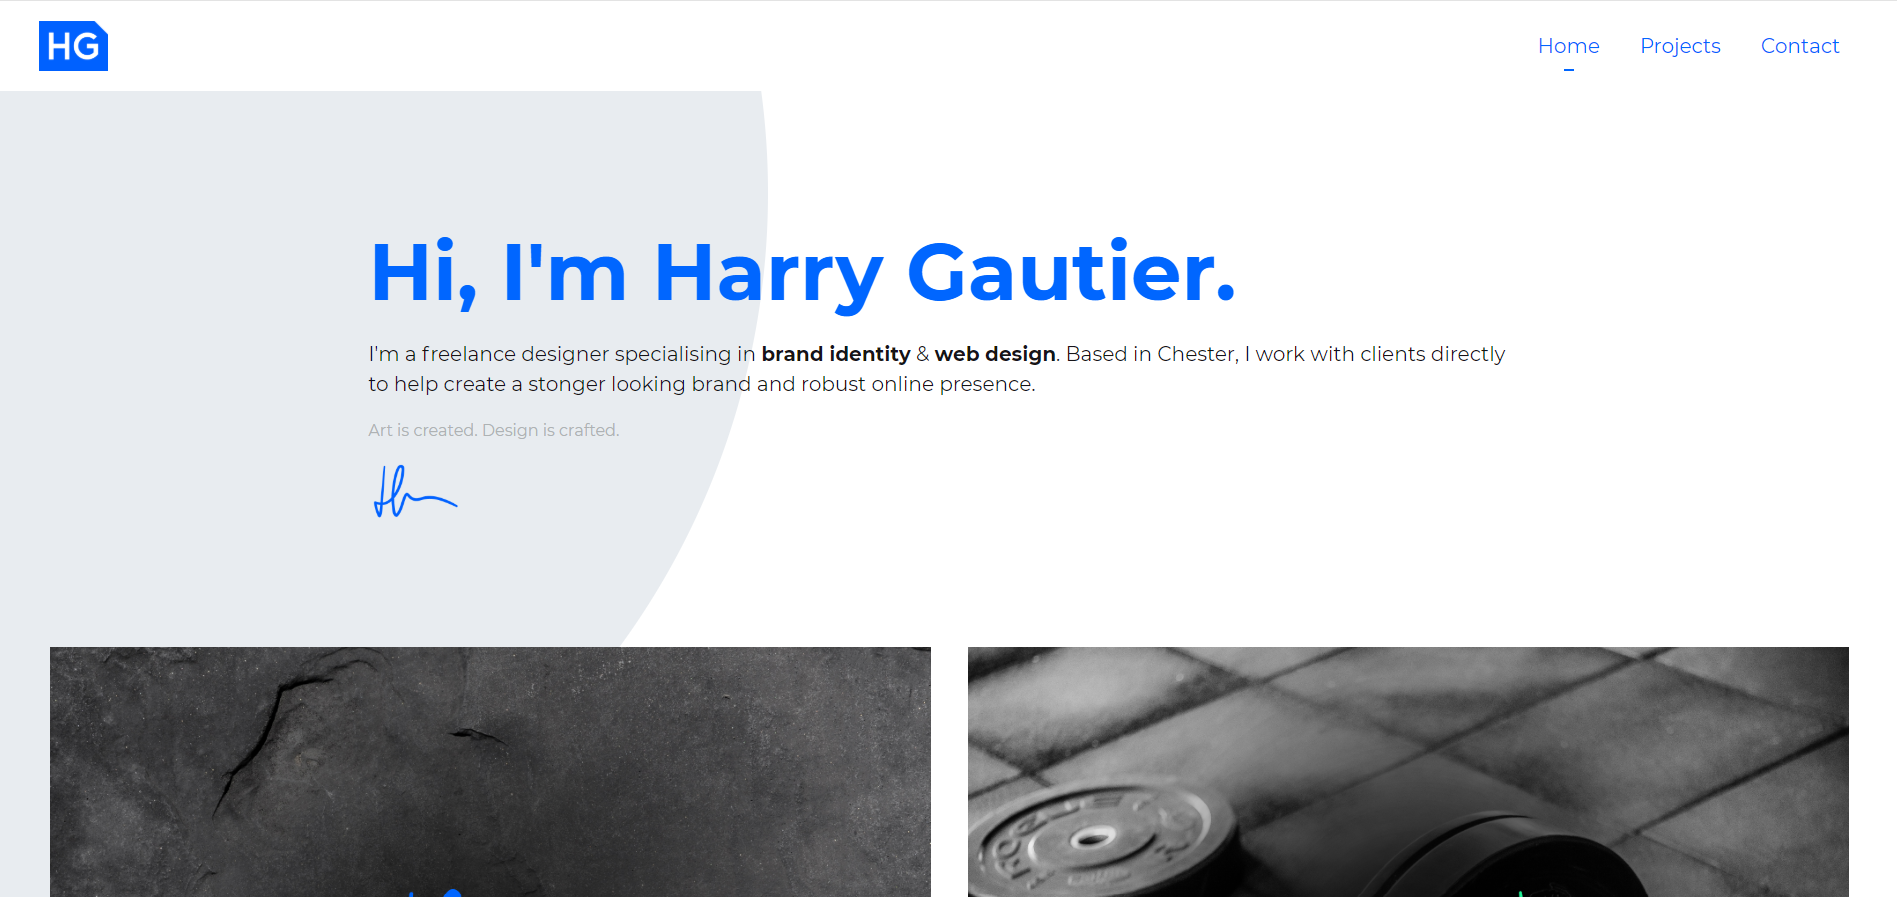 HG
Home Projects Contact
Hi, I'm Harry Gautier.
I'm a freelance designer specialising in brand identity & web design. Based in Chester, I work with clients directly
to help create a stonger looking brand and robust online presence.
Art is created. Design is crafted.
ROGUE